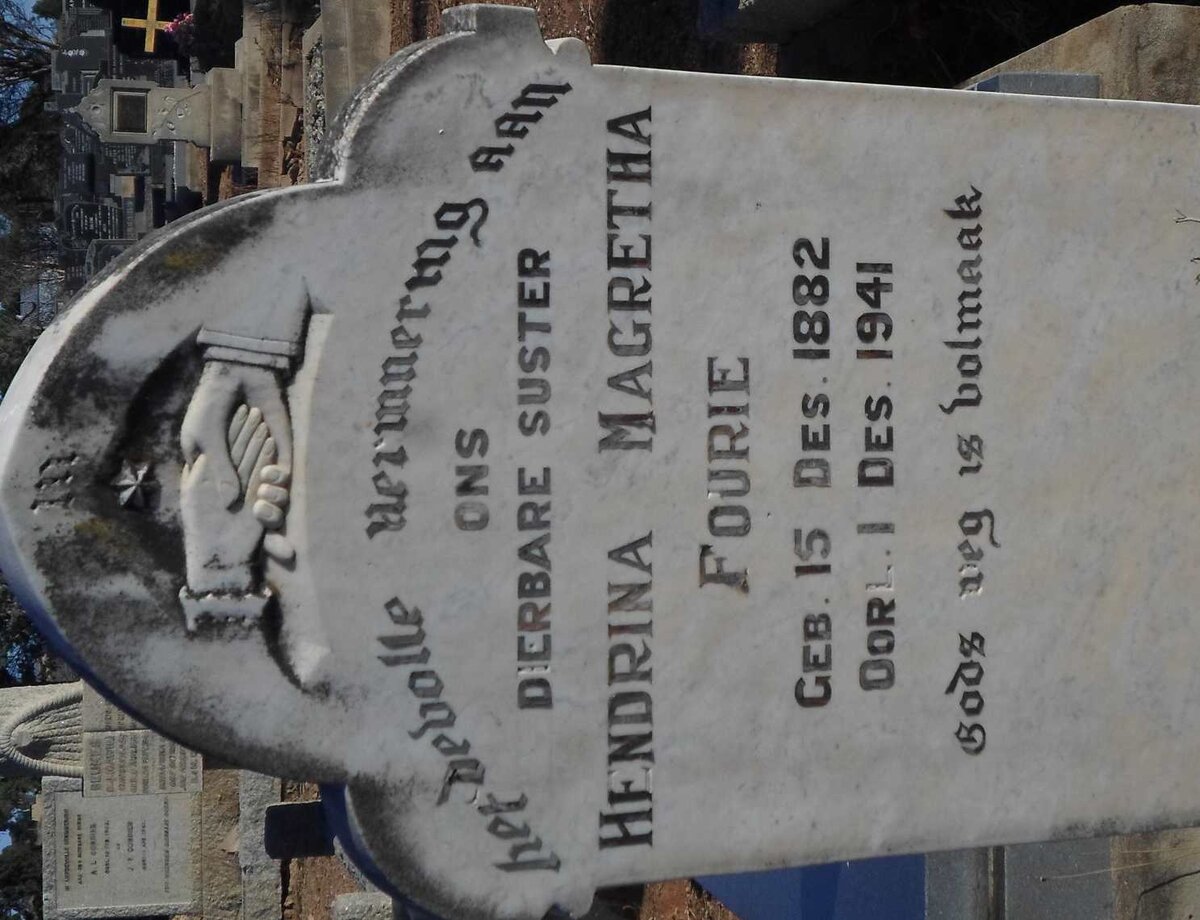 In
Liefdevolle Herinnering aan
ONS
DIERBARE SUSTER
HENDRINA MAGRETHA
FOURIE
GEB. 15 DES. 1882
OORL. 1 DES. 1941
Gods weg is volmaak